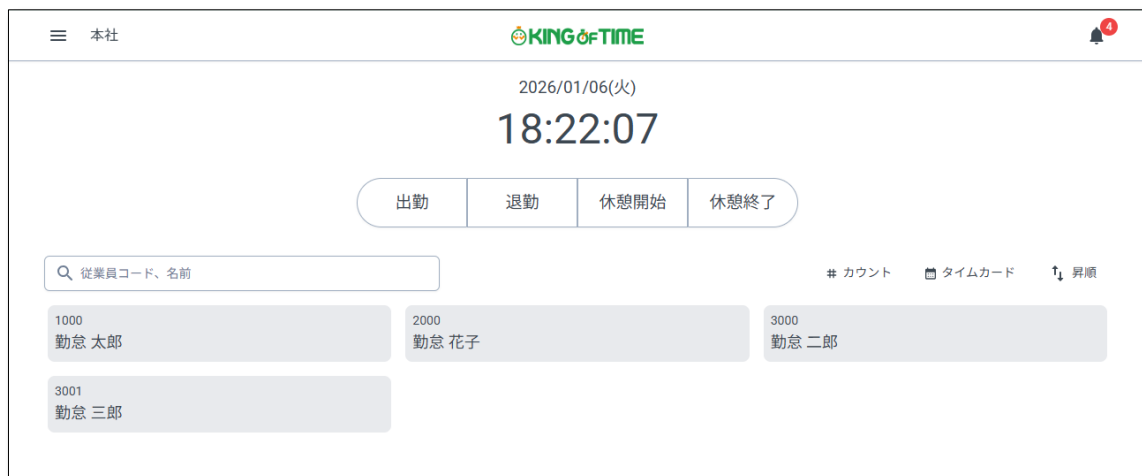 本社
KING OF TIME
4
2026/01/06(火)
18:22:07
出勤 退勤 休憩開始 休憩終了
従業員コード、名前
カウント タイムカード 昇順
1000 2000 3000
勤怠 太郎 勤怠 花子 勤怠 二郎
3001
勤怠 三郎